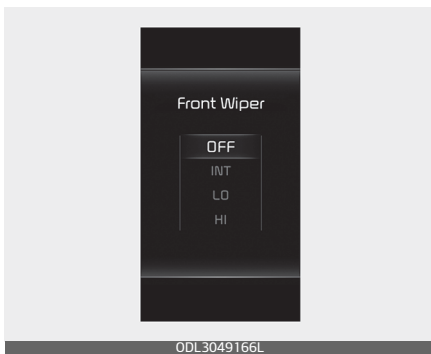 Front Wiper
OFF
INT
LO
HI
ODL3049166L